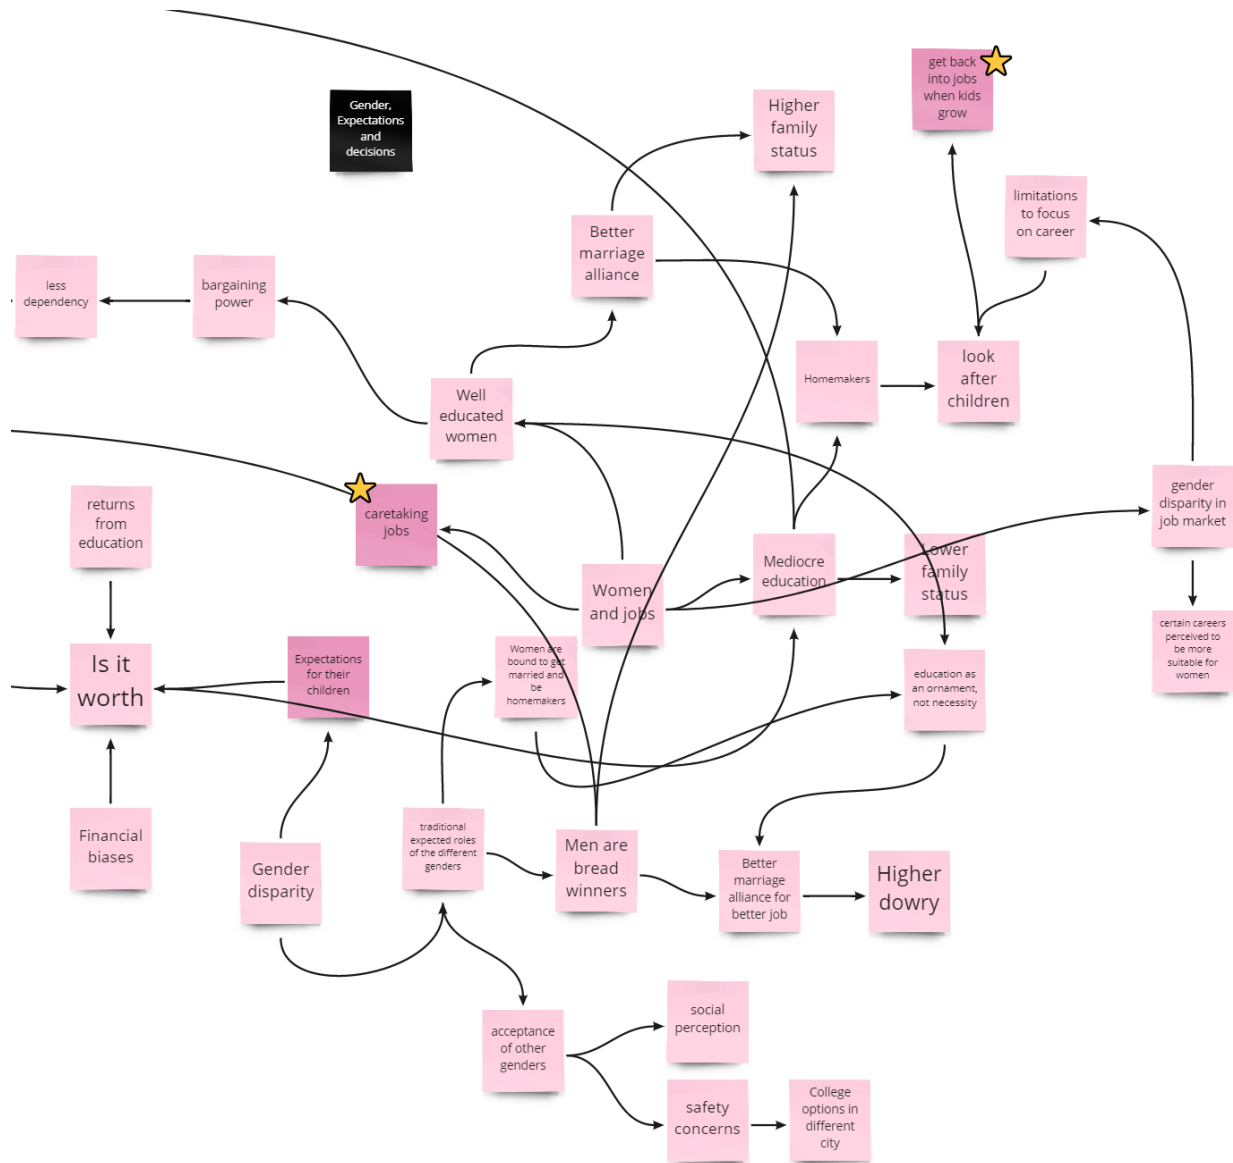 get back
into jobs
when kids
grow
Gender,
Expectations
and
decisions
Higher
family
status
limitations
to focus
on career
Better
marriage
alliance
less
dependency
bargaining
power
Homemakers
look
after
children
Well
educated
women
returns
from
education
caretaking
jobs
gender
disparity in
job market
Women
and jobs
Mediocre
education
Lower
family
status
certain careers
perceived to
be more
suitable for
women
Is it
worth
Expectations
for their
children
Women are
bound to get
married and
be
homemakers
education as
an ornament,
not necessity
Financial
biases
Gender
disparity
traditional
expected roles
of the different
genders
Men are
bread
winners
Better
marriage
alliance for
better job
Higher
dowry
acceptance
of other
genders
social
perception
safety
concerns
College
options in
different
city